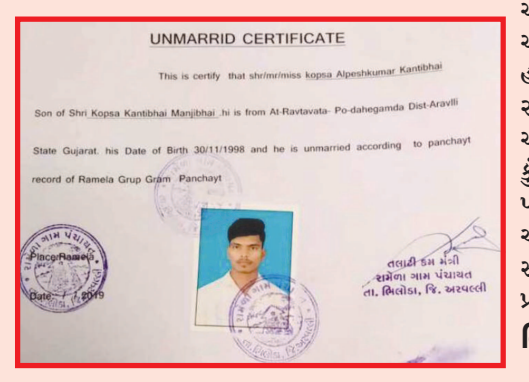 UNMARRID CERTIFICATE
This is certify that shr/mr/miss kopsa Alpeshkumar Kantibhai
Son of Shri Kopsa Kantibhai Manjibhai .hi is from At-Ravtavata- Po-dahegamda Dist-Aravlli
State Gujarat. his Date of Birth 30/11/1998 and he is unmarried according to panchayt
record of Ramela Grup Gram Panchayt
Place:Ramela,
Date: / /2019
તલાટી કમ મંત્રી
રામેળા ગામ પંચાયત
તા. ભિલોડા, જિ. અરવલ્લી